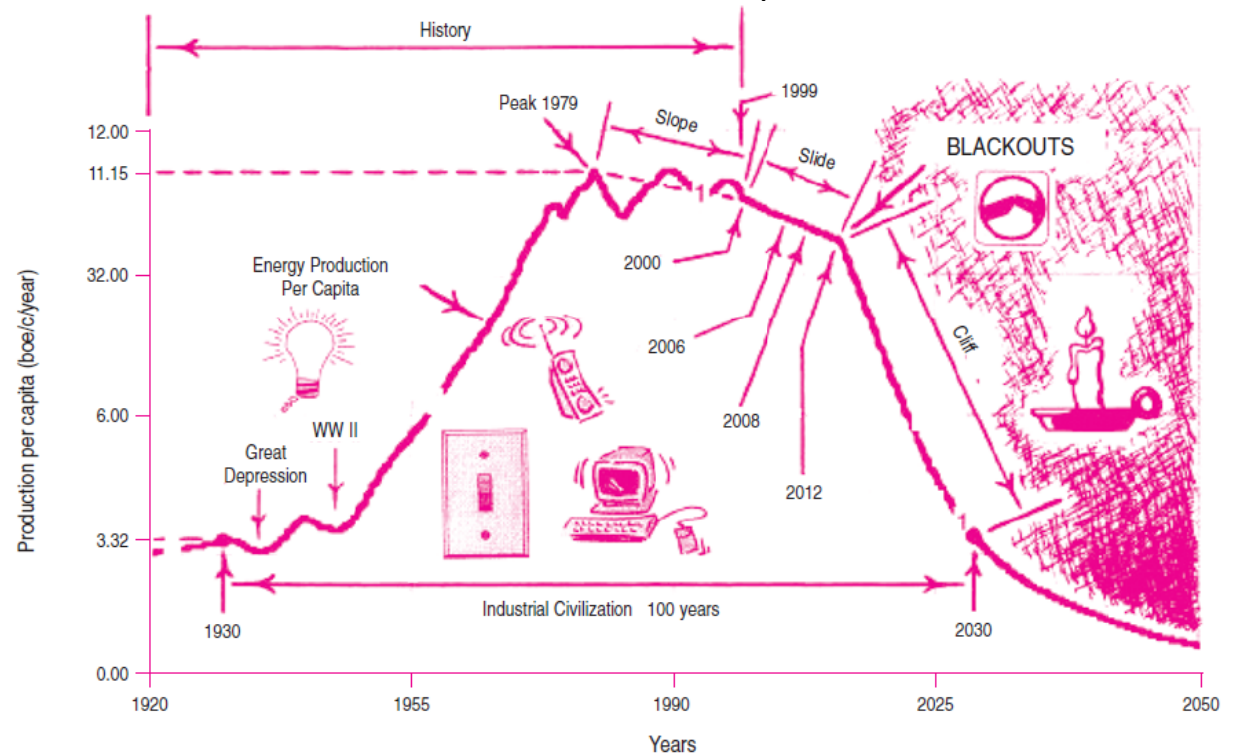 History
Peak 1979
1999
Slope
12.00
Slide
BLACKOUTS
11.15
2000
Energy Production
Per Capita
32.00
2006
Cliff
2008
6.00
WW II
Great
Depression
2012
3.32
Industrial Civilization 100 years
1930
2030
0.00
1920
1955
1990
2025
2050
Years
Production per capita (boe/c/year)